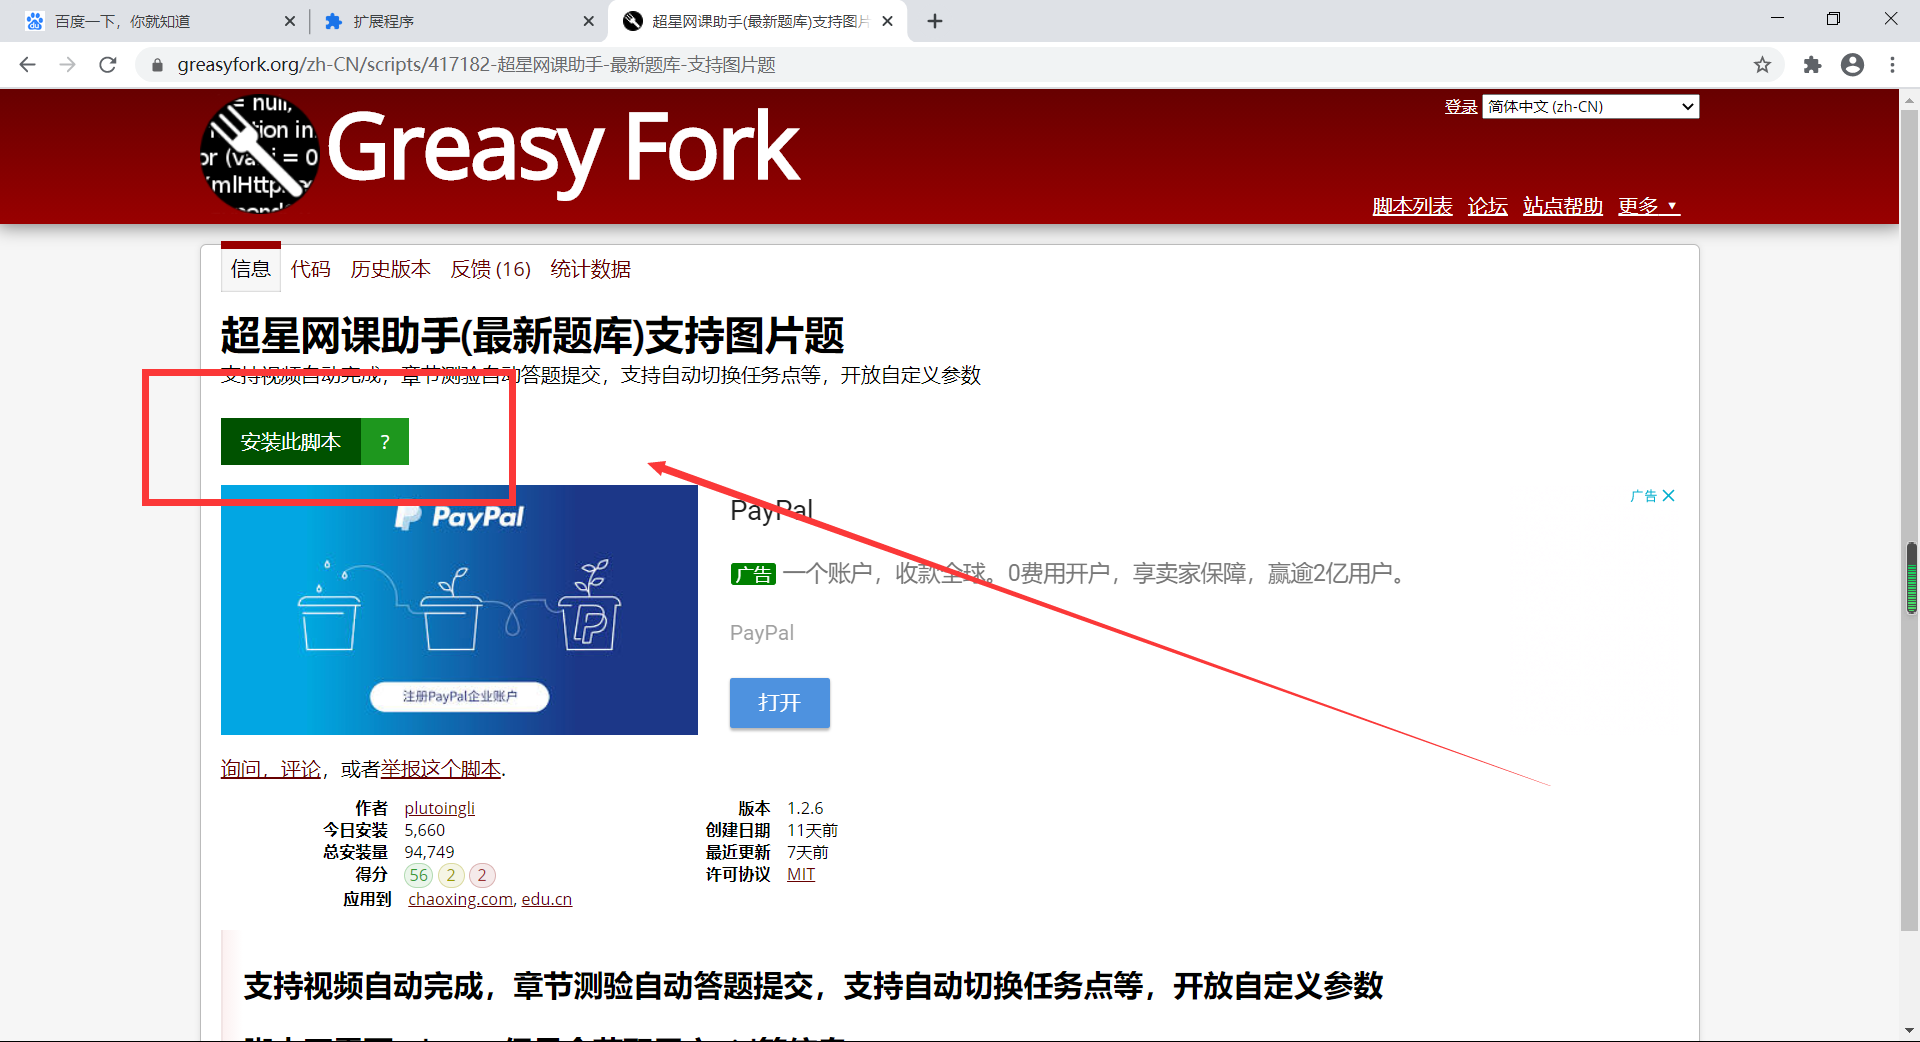 百度一下，你就知道
扩展程序
超星网课助手(最新题库)支持图片
greasyfork.org/zh-CN/scripts/417182-超星网课助手-最新题库-支持图片题
登录
简体中文 (zh-CN)
Greasy Fork
脚本列表 论坛 站点帮助 更多
信息 代码 历史版本 反馈 (16) 统计数据
超星网课助手(最新题库)支持图片题
支持视频自动完成，章节测验自动答题提交，支持自动切换任务点等，开放自定义参数
安装此脚本 ?
PayPal
注册PayPal企业账户
PayPal
广告
广告 一个账户，收款全球。0费用开户，享卖家保障，赢逾2亿用户。
PayPal
打开
询问，评论，或者举报这个脚本.
作者 plutoingli
今日安装 5,660
总安装量 94,749
得分 56 2 2
应用到 chaoxing.com, edu.cn
版本 1.2.6
创建日期 11天前
最近更新 7天前
许可协议 MIT
支持视频自动完成，章节测验自动答题提交，支持自动切换任务点等，开放自定义参数